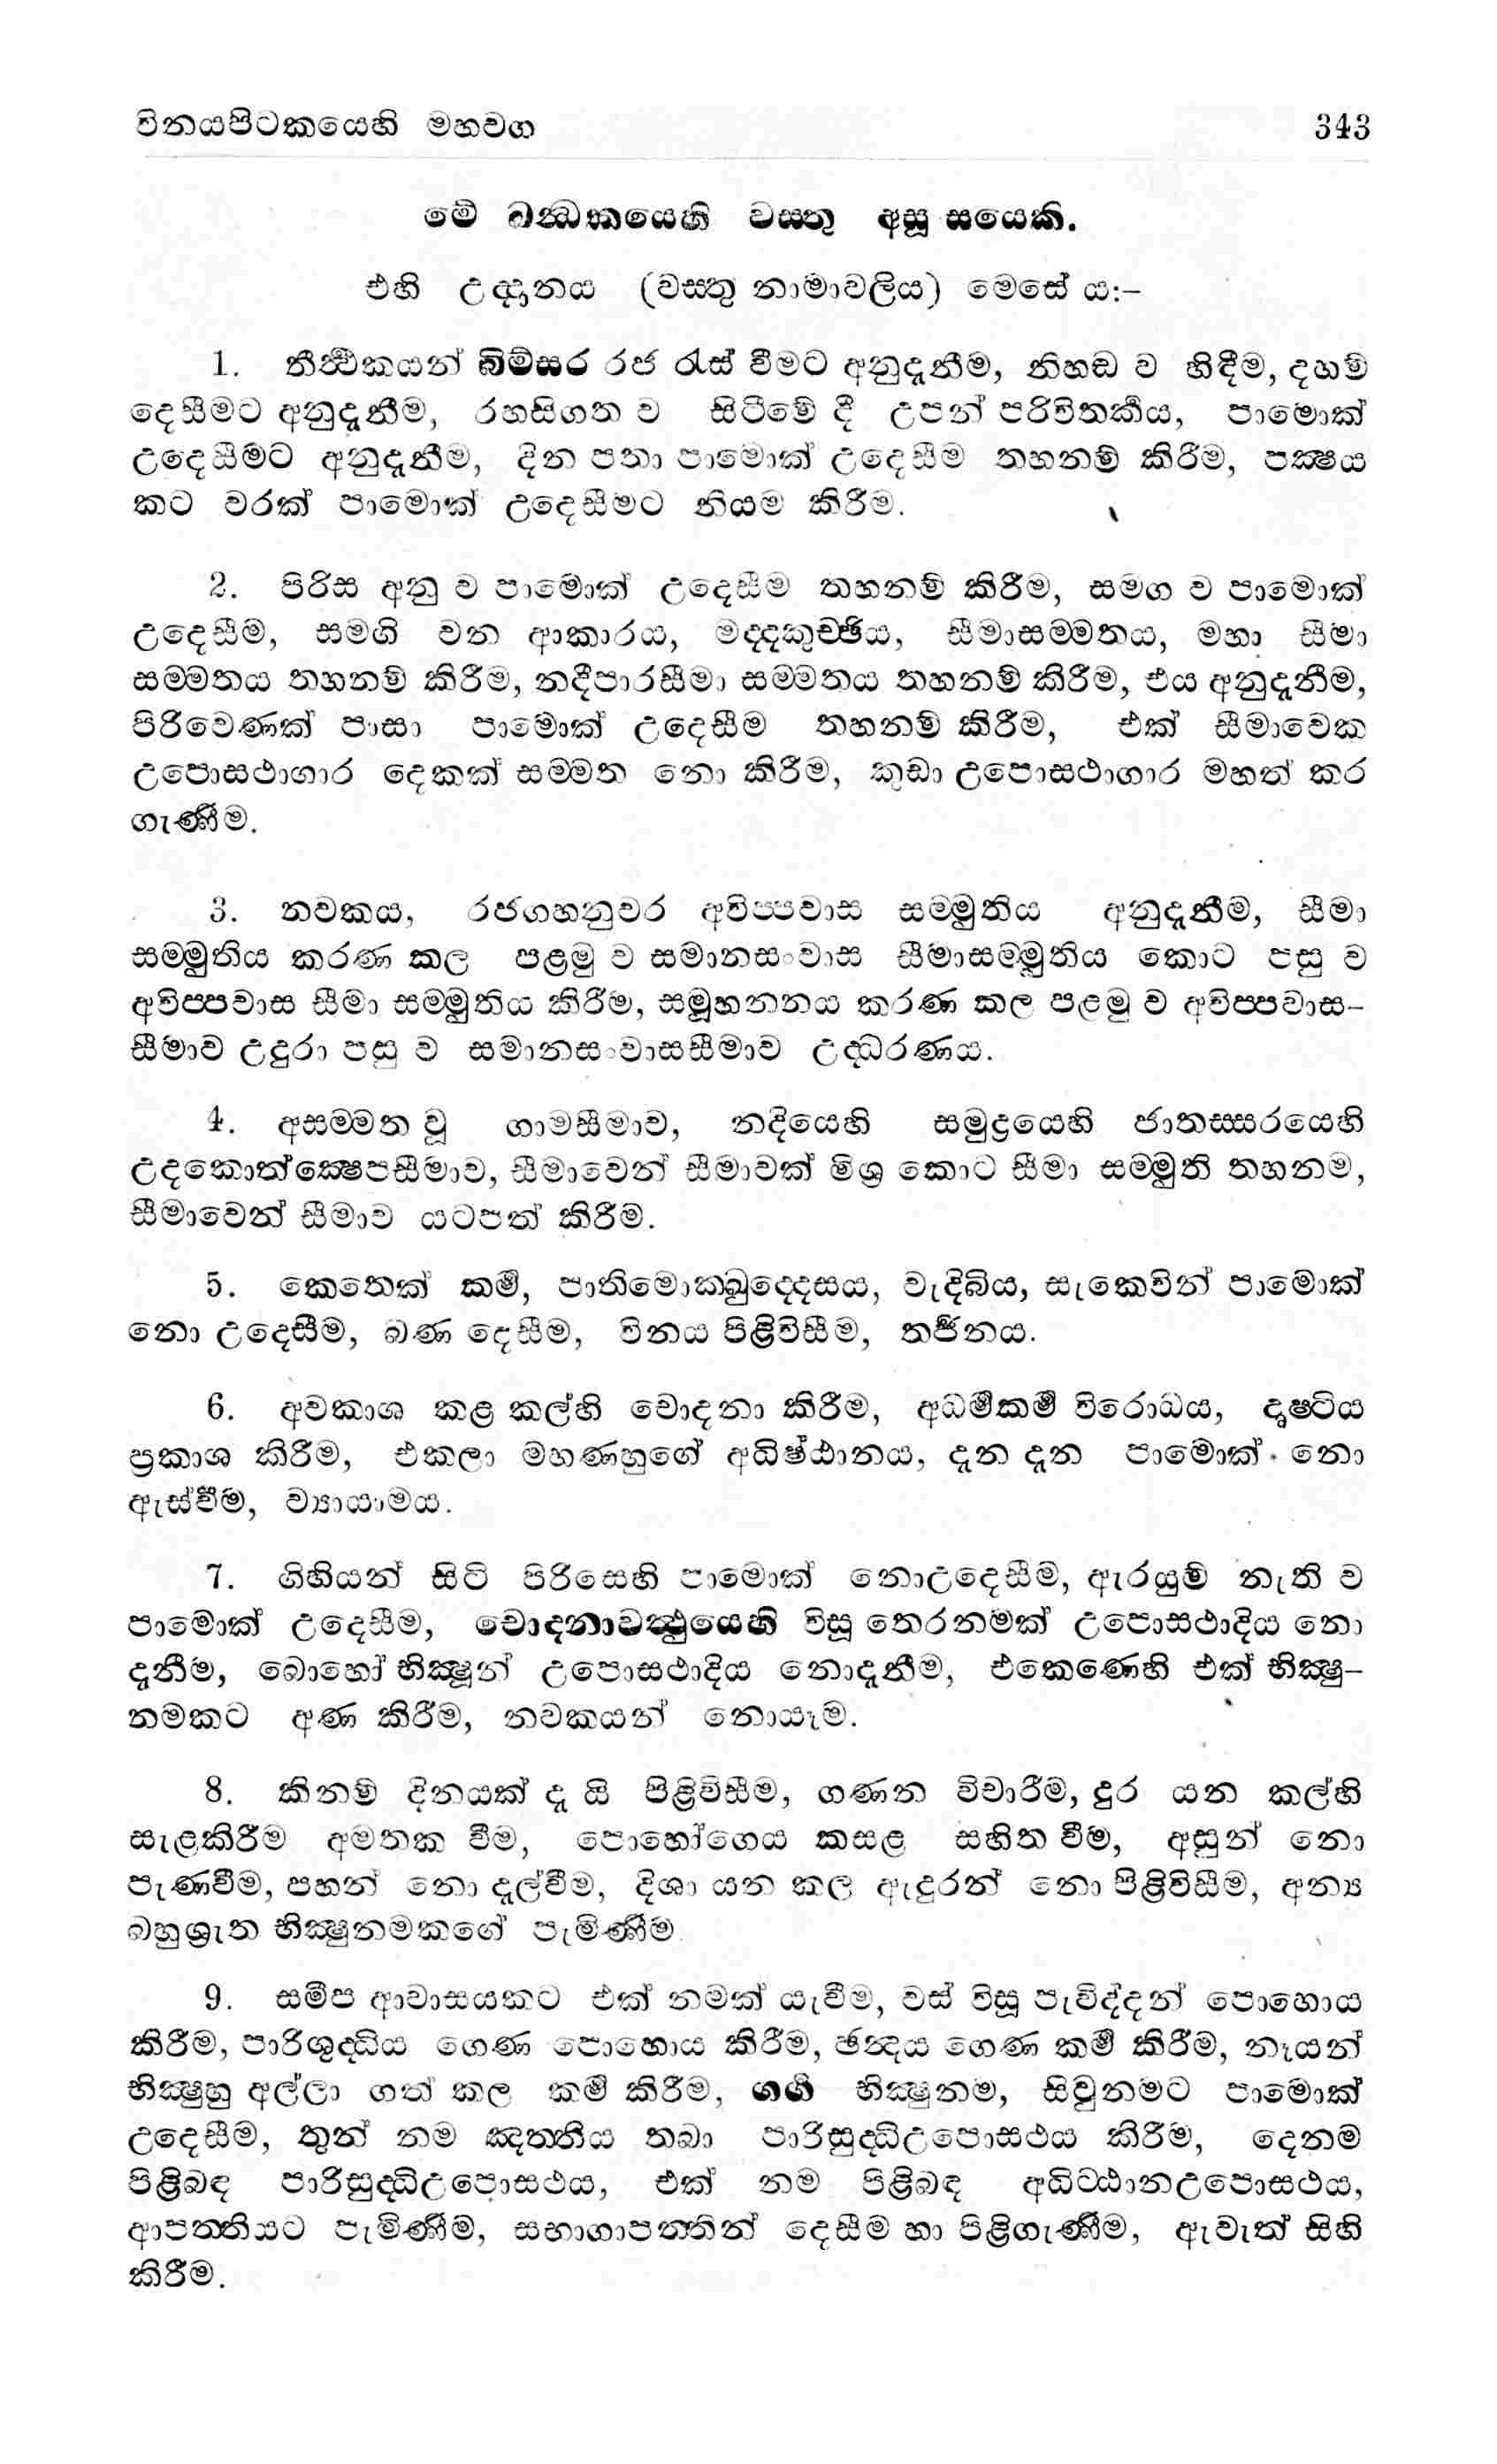 විනයපිටකයෙහි මහවග 343
මේ ඛන්‍ධකයෙහි වස්තු අසූ සයෙකි.
එහි උද්‍දානය (වස්තු නාමාවලිය) මෙසේ ය:–
1. තීර්‍ත්‍ථකයන් බිම්සර රජ රැස් වීමට අනුදැනීම, නිහඬ ව හිඳීම, දහම්
දෙසීමට අනුදැනීම, රහසිගත ව සිටීමේ දී උපන් පරිවිතර්‍කය, පාමොක්
උදෙසීමට අනුදැනීම, දින පතා පාමොක් උදෙසීම තහනම් කිරීම, පක්‍ෂය
කට වරක් පාමොක් උදෙසීමට නියම කිරීම.
2. පිරිස අනු ව පාමොක් උදෙසීම තහනම් කිරීම, සමග ව පාමොක්
උදෙසීම, සමගි වන ආකාරය, මද්දකුච්ඡිය, සීමාසම්මතය, මහා සීමා
සම්මතය තහනම් කිරීම, නදීපාරසීමා සම්මතය තහනම් කිරීම, එය අනුදැනීම,
පිරිවෙණක් පාසා පාමොක් උදෙසීම තහනම් කිරීම, එක් සීමාවෙක
උපොසථාගාර දෙකක් සම්මත නො කිරීම, කුඩා උපොසථාගාර මහත් කර
ගැණීම.
3. නවකය, රජගහනුවර අවිප්පවාස සම්මුතිය අනුදැනීම, සීමා
සම්මුතිය කරණ කල පළමු ව සමානසංවාස සීමාසම්මුතිය කොට පසු ව
අවිප්පවාස සීමා සම්මුතිය කිරීම, සමූහනනය කරණ කල පළමු ව අවිප්පවාස–
සීමාව උදුරා පසු ව සමානසංවාසසීමාව උද්‍ධරණය.
4. අසම්මත වූ ගාමසීමාව, නදියෙහි සමුද්‍රයෙහි ජාතස්සරයෙහි
උදකොත්ක්‍ෂෙපසීමාව, සීමාවෙන් සීමාවක් මිශ්‍ර කොට සීමා සම්මුති තහනම,
සීමාවෙන් සීමාව යටපත් කිරීම.
5. කෙතෙක් කර්‍ම, පාතිමොක්ඛුද්දෙසය, වැදිබිය, සැකෙවින් පාමොක්
නො උදෙසීම, බණ දෙසීම, විනය පිළිවිසීම, තර්‍ජනය.
6. අවකාශ කළ කල්හි චොදනා කිරීම, අධර්‍මකර්‍ම විරොධය, දෘෂ්ටිය
ප්‍රකාශ කිරීම, එකලා මහණහුගේ අධිෂ්ඨානය, දැන දැන පාමොක් නො
ඇස්වීම, ව්‍යායාමය.
7. ගිහියන් සිටි පිරිසෙහි පාමොක් නොඋදෙසීම, ඇරයුම් නැති ව
පාමොක් උදෙසීම, චොදනාවත්‍ථුයෙහි විසූ තෙරනමක් උපොසථාදිය නො
දැනීම, බොහෝ භික්‍ෂූන් උපොසථාදිය නොදැනීම, එකෙණෙහි එක් භික්‍ෂු–
නමකට අණ කිරීම, නවකයන් නොයෑම.
8. කිනම් දිනයක් දැ යි පිළිවිසීම, ගණන විචාරීම, දුර යන කල්හි
සැළකිරීම අමතක වීම, පොහෝගෙය කසළ සහිත වීම, අසුන් නො
පැණවීම, පහන් නො දැල්වීම, දිශා යන කල ඇදුරන් නො පිළිවිසීම, අන්‍ය
බහුශ්‍රුත භික්‍ෂුනමකගේ පැමිණීම.
9. සමීප ආවාසයකට එක් නමක් යැවීම, වස් විසූ පැවිද්දන් පොහොය
කිරීම, පාරිශුද්‍ධිය ගෙණ පොහොය කිරීම, ඡන්‍දය ගෙණ කර්‍ම කිරීම, නෑයන්
භික්‍ෂුහු අල්ලා ගත් කල කර්‍ම කිරීම, ගර්‍ග භික්‍ෂුනම, සිවුනමට පාමොක්
උදෙසීම, තුන් නම ඤත්තිය තබා පාරිසුද්‍ධිඋපොසථය කිරීම, දෙනම
පිළිබඳ පාරිසුද්‍ධිඋපොසථය, එක් නම පිළිබඳ අධිට්ඨානඋපොසථය,
ආපත්තියට පැමිණීම, සභාගාපත්තීන් දෙසීම හා පිළිගැණීම, ඇවැත් සිහි
කිරීම.